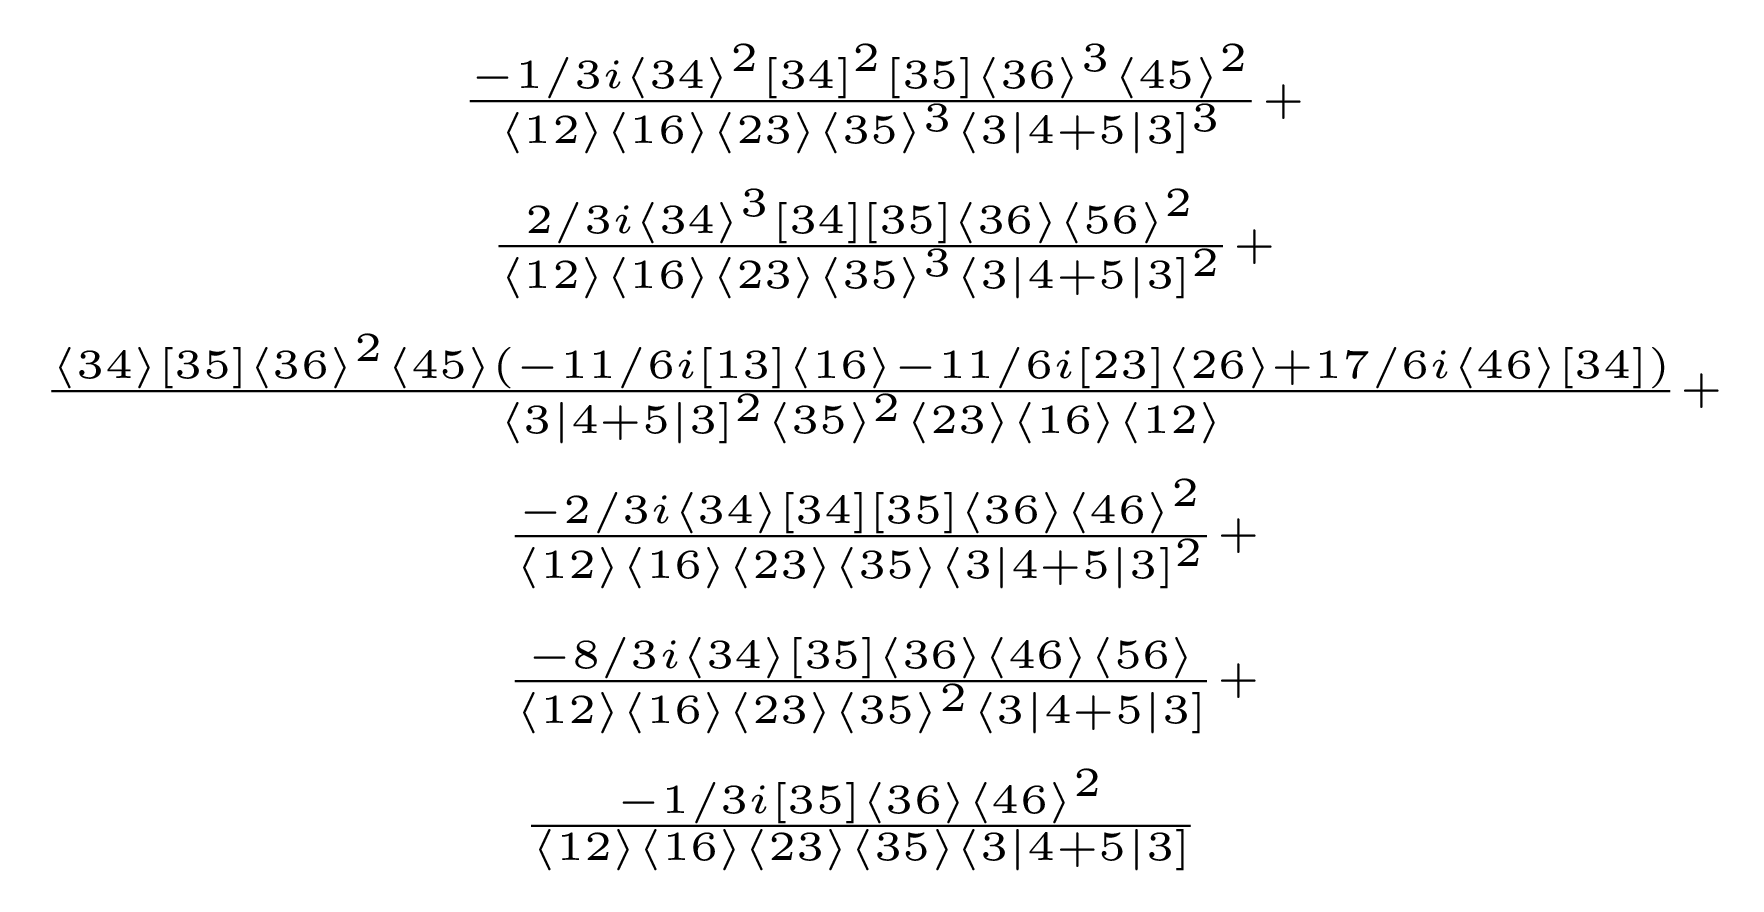 \frac{-1/3i⟨34⟩^2[34]^2[35]⟨36⟩^3⟨45⟩^2}{⟨12⟩⟨16⟩⟨23⟩⟨35⟩^3⟨3|4+5|3]^3}+
\frac{2/3i⟨34⟩^3[34][35]⟨36⟩⟨56⟩^2}{⟨12⟩⟨16⟩⟨23⟩⟨35⟩^3⟨3|4+5|3]^2}+
\frac{⟨34⟩[35]⟨36⟩^2⟨45⟩(-11/6i[13]⟨16⟩-11/6i[23]⟨26⟩+17/6i⟨46⟩[34])}{⟨3|4+5|3]^2⟨35⟩^2⟨23⟩⟨16⟩⟨12⟩}+
\frac{-2/3i⟨34⟩[34][35]⟨36⟩⟨46⟩^2}{⟨12⟩⟨16⟩⟨23⟩⟨35⟩⟨3|4+5|3]^2}+
\frac{-8/3i⟨34⟩[35]⟨36⟩⟨46⟩⟨56⟩}{⟨12⟩⟨16⟩⟨23⟩⟨35⟩^2⟨3|4+5|3]}+
\frac{-1/3i[35]⟨36⟩⟨46⟩^2}{⟨12⟩⟨16⟩⟨23⟩⟨35⟩⟨3|4+5|3]}